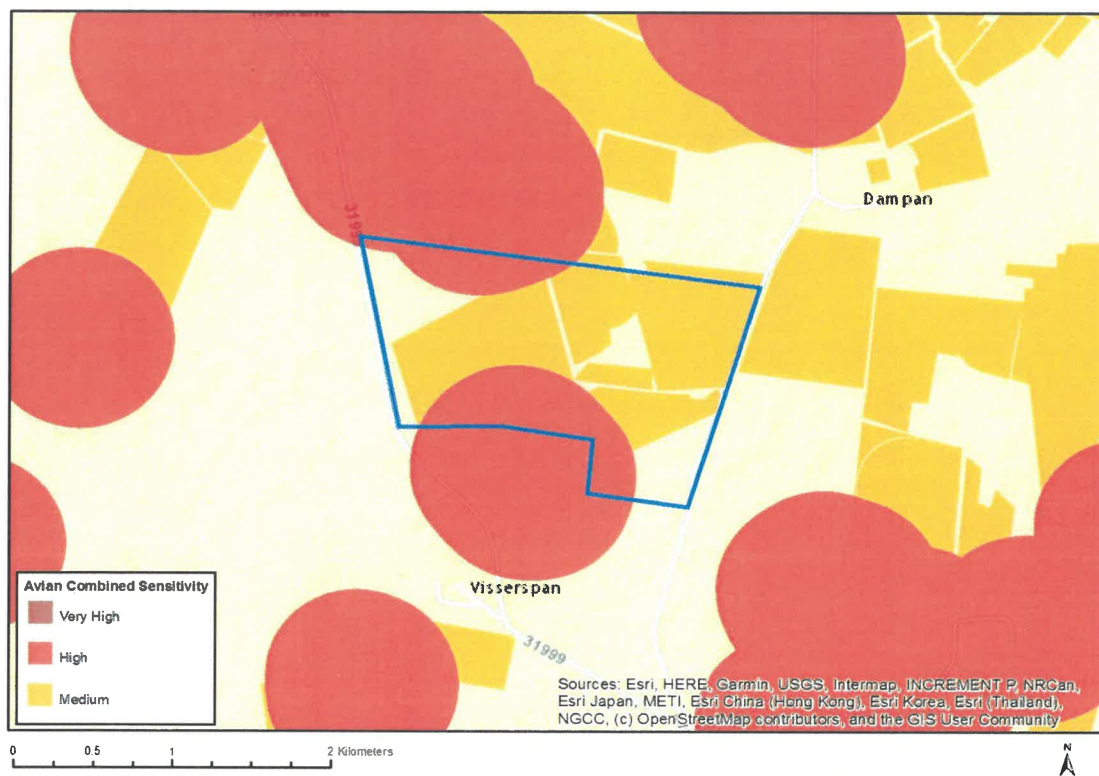 31999
Dampan
Visserspan
31999
Avian Combined Sensitivity
Very High
High
Medium
Sources: Esri, HERE, Garmin, USGS, Intermap, INCREMENT P, NRCan,
Esri Japan, METI, Esri China (Hong Kong), Esri Korea, Esri (Thailand),
NGCC, (c) OpenStreetMap contributors, and the GIS User Community
0 0.5 1 2 Kilometers
N